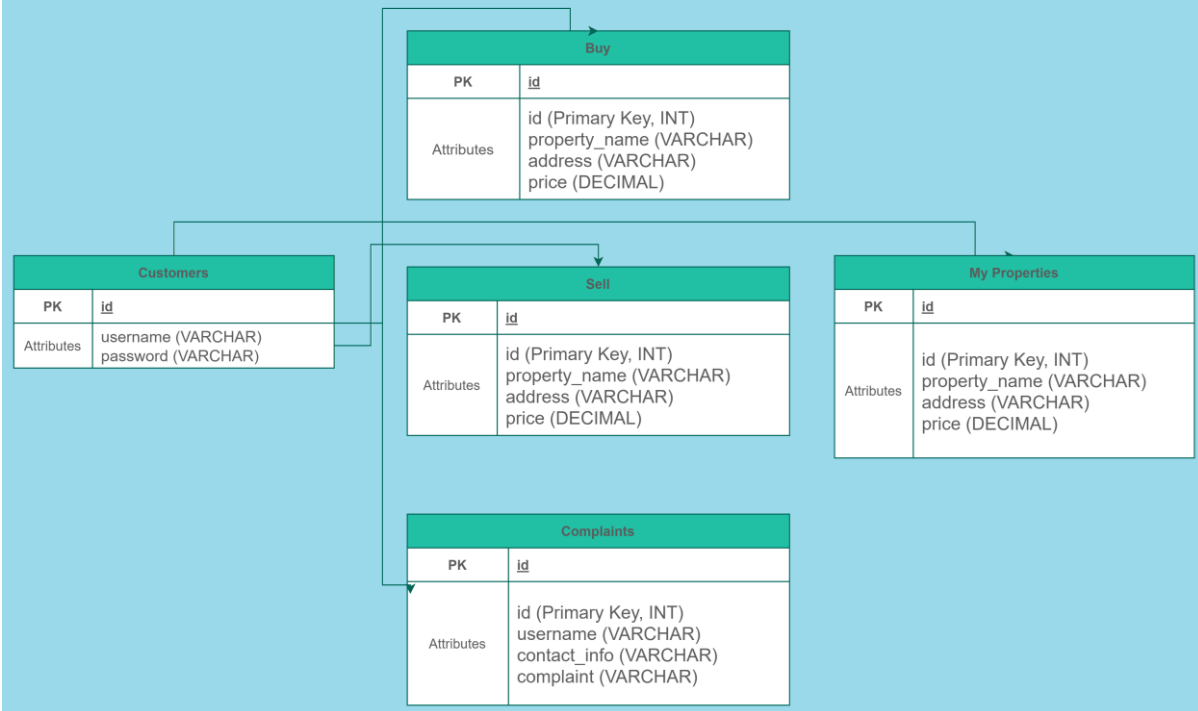 Buy
PK
id
Attributes
id (Primary Key, INT)
property_name (VARCHAR)
address (VARCHAR)
price (DECIMAL)
Customers
PK
id
Attributes
username (VARCHAR)
password (VARCHAR)
Sell
PK
id
Attributes
id (Primary Key, INT)
property_name (VARCHAR)
address (VARCHAR)
price (DECIMAL)
My Properties
PK
id
Attributes
id (Primary Key, INT)
property_name (VARCHAR)
address (VARCHAR)
price (DECIMAL)
Complaints
PK
id
Attributes
id (Primary Key, INT)
username (VARCHAR)
contact_info (VARCHAR)
complaint (VARCHAR)